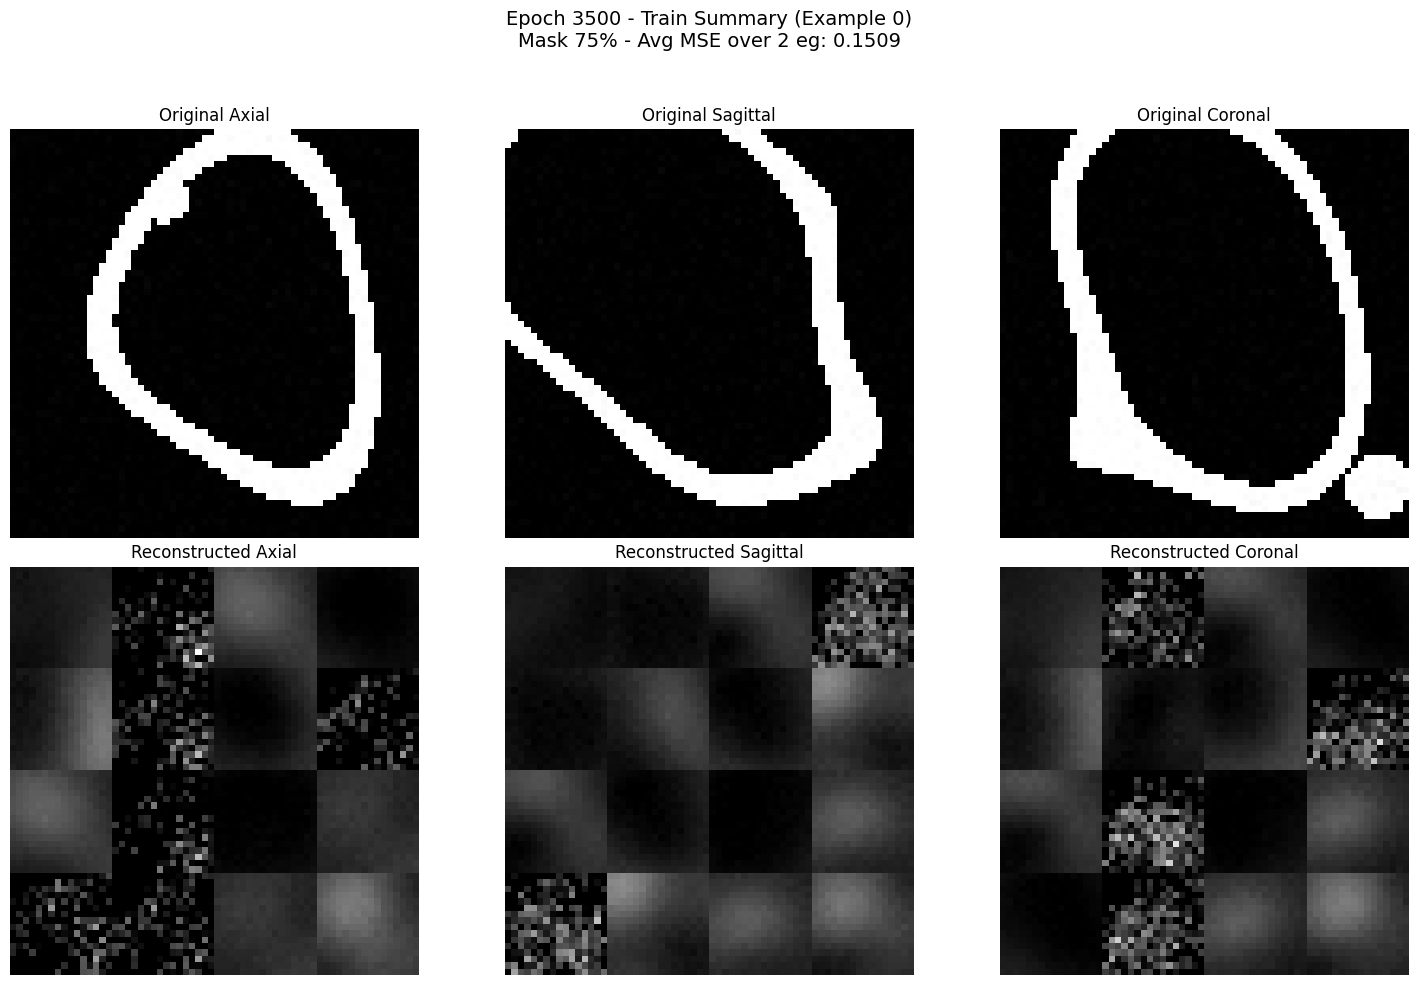 Epoch 3500 - Train Summary (Example 0)
Mask 75% - Avg MSE over 2 eg: 0.1509
Original Axial
Original Sagittal
Original Coronal
Reconstructed Axial
Reconstructed Sagittal
Reconstructed Coronal